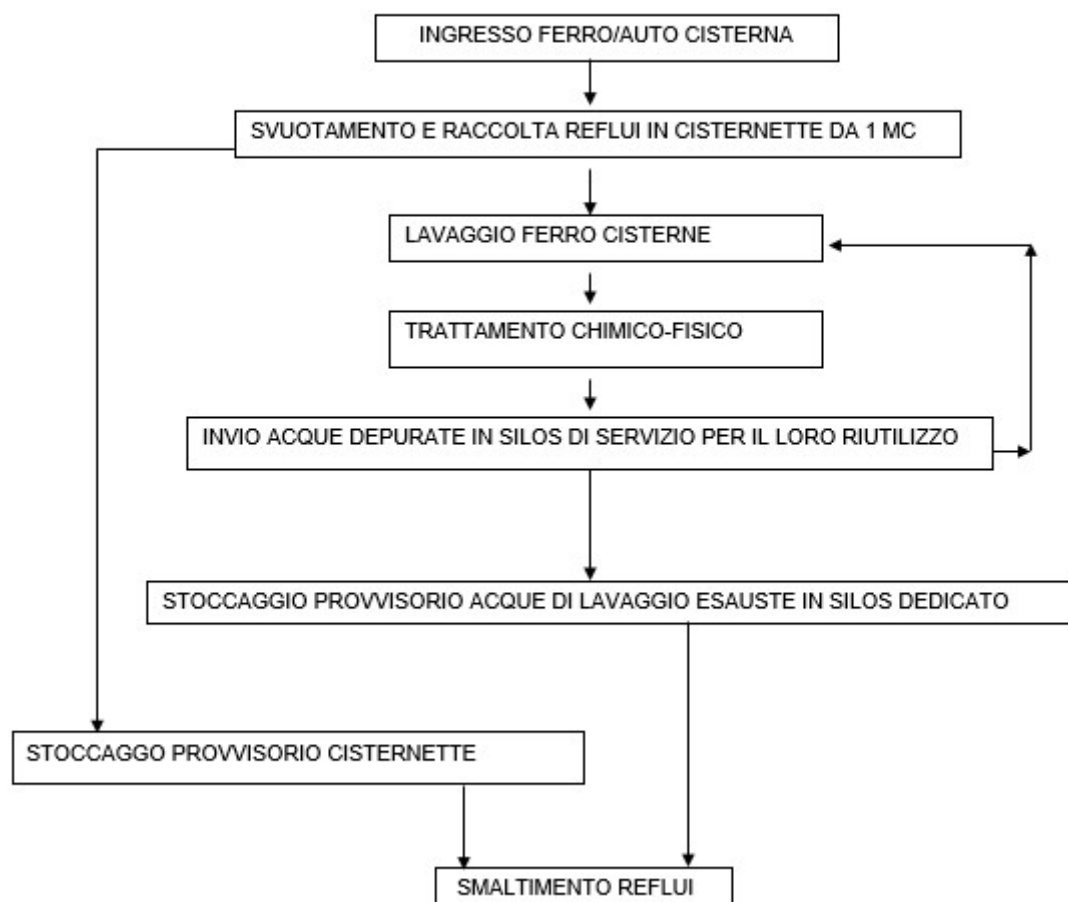 INGRESSO FERRO/AUTO CISTERNA
SVUOTAMENTO E RACCOLTA REFLUI IN CISTERNETTE DA 1 MC
LAVAGGIO FERRO CISTERNE
TRATTAMENTO CHIMICO-FISICO
INVIO ACQUE DEPURATE IN SILOS DI SERVIZIO PER IL LORO RIUTILIZZO
STOCCAGGIO PROVVISORIO ACQUE DI LAVAGGIO ESAUSTE IN SILOS DEDICATO
STOCCAGGO PROVVISORIO CISTERNETTE
SMALTIMENTO REFLUI